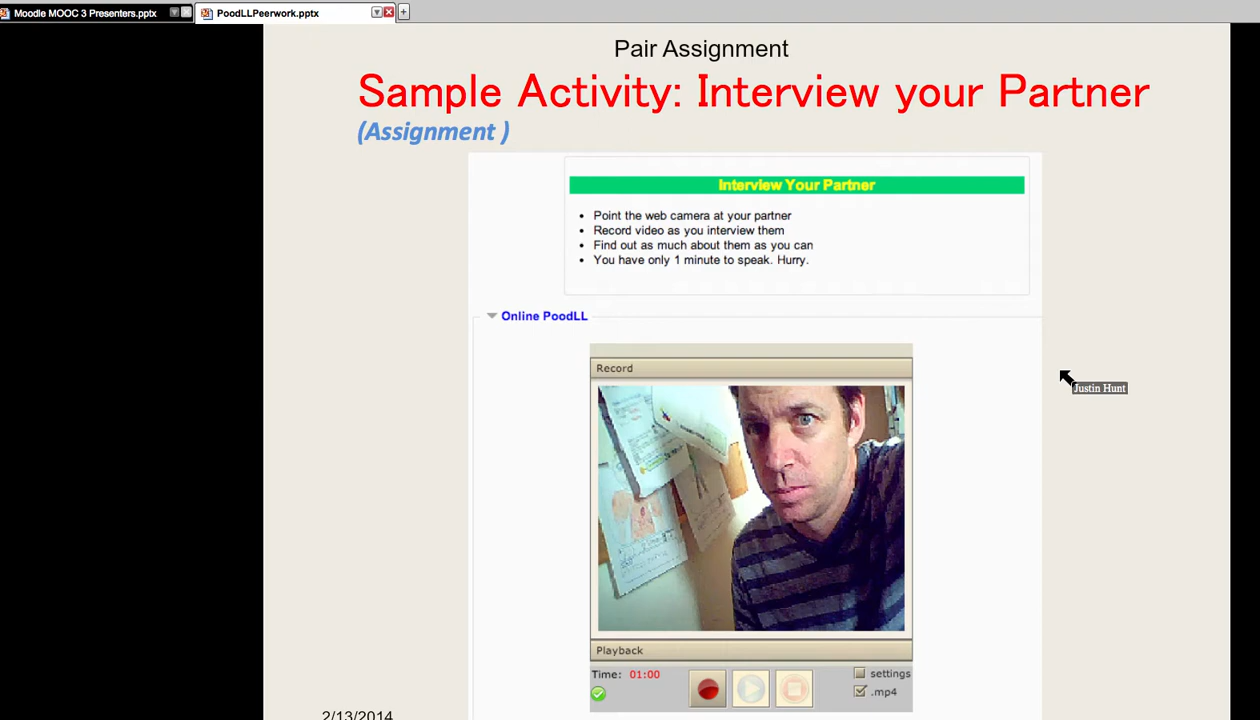 Moodle MOOC 3 Presenters.pptx
PoodLLPeerwork.pptx
Pair Assignment
Sample Activity: Interview your Partner
(Assignment )
Interview Your Partner
Point the web camera at your partner
Record video as you interview them
Find out as much about them as you can
You have only 1 minute to speak. Hurry.
Online PoodLL
Record
Justin Hunt
Playback
Time: 01:00
settings
.mp4
2/13/2014